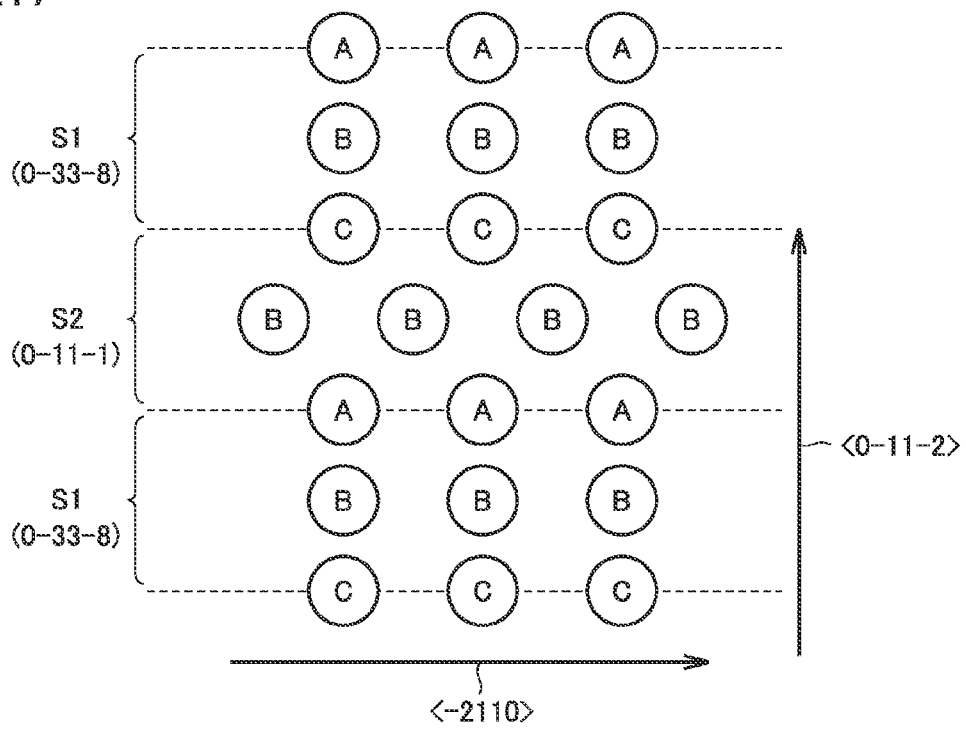 A A A
S1
(0-33-8)
B B B
C C C
S2
(0-11-1)
B B B B
A A A
<0-11-2>
S1
(0-33-8)
B B B
C C C
<-2110>